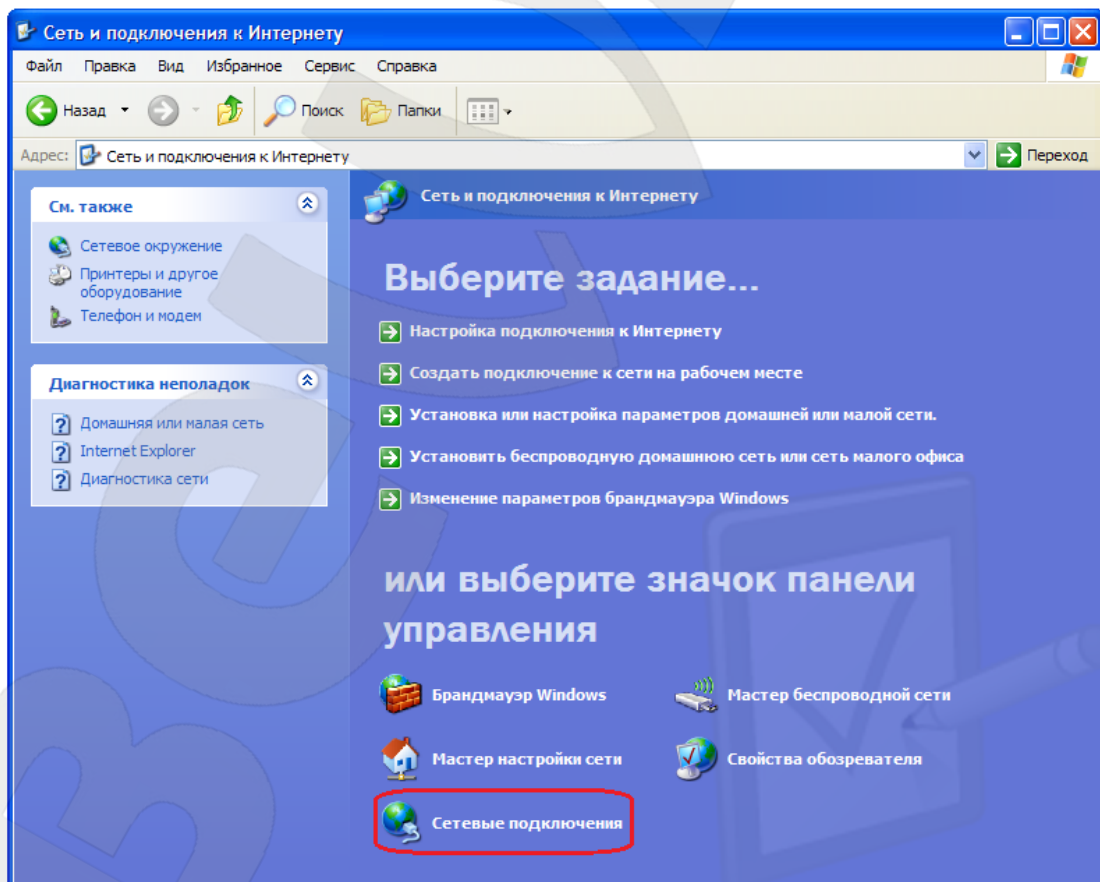 Сеть и подключения к Интернету
Файл Правка Вид Избранное Сервис Справка
Назад Поиск Папки
Адрес: Сеть и подключения к Интернету Переход
См. также
Сетевое окружение
Принтеры и другое
оборудование
Телефон и модем
Диагностика неполадок
Домашняя или малая сеть
Internet Explorer
Диагностика сети
Сеть и подключения к Интернету
Выберите задание...
Настройка подключения к Интернету
Создать подключение к сети на рабочем месте
Установка или настройка параметров домашней или малой сети.
Установить беспроводную домашнюю сеть или сеть малого офиса
Изменение параметров брандмауэра Windows
или выберите значок панели
управления
Брандмауэр Windows
Мастер беспроводной сети
Мастер настройки сети
Свойства обозревателя
Сетевые подключения